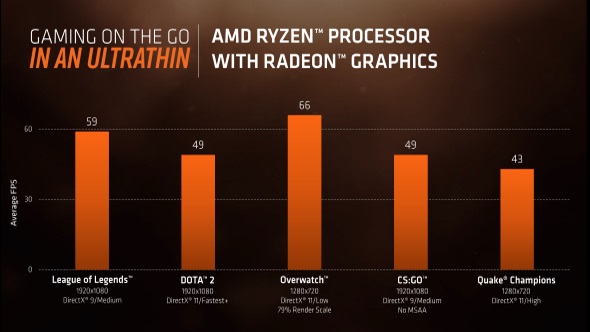 GAMING ON THE GO
IN AN ULTRATHIN
AMD RYZEN™ PROCESSOR
WITH RADEON™ GRAPHICS
Average FPS
60
30
0
59
49
66
49
43
League of Legends™
1920x1080
DirectX® 9/Medium
DOTA™ 2
1920x1080
DirectX® 11/Fastest+
Overwatch™
1280x720
DirectX® 11/Low
79% Render Scale
CS:GO™
1920x1080
DirectX® 9/Medium
No MSAA
Quake® Champions
1280x720
DirectX® 11/High